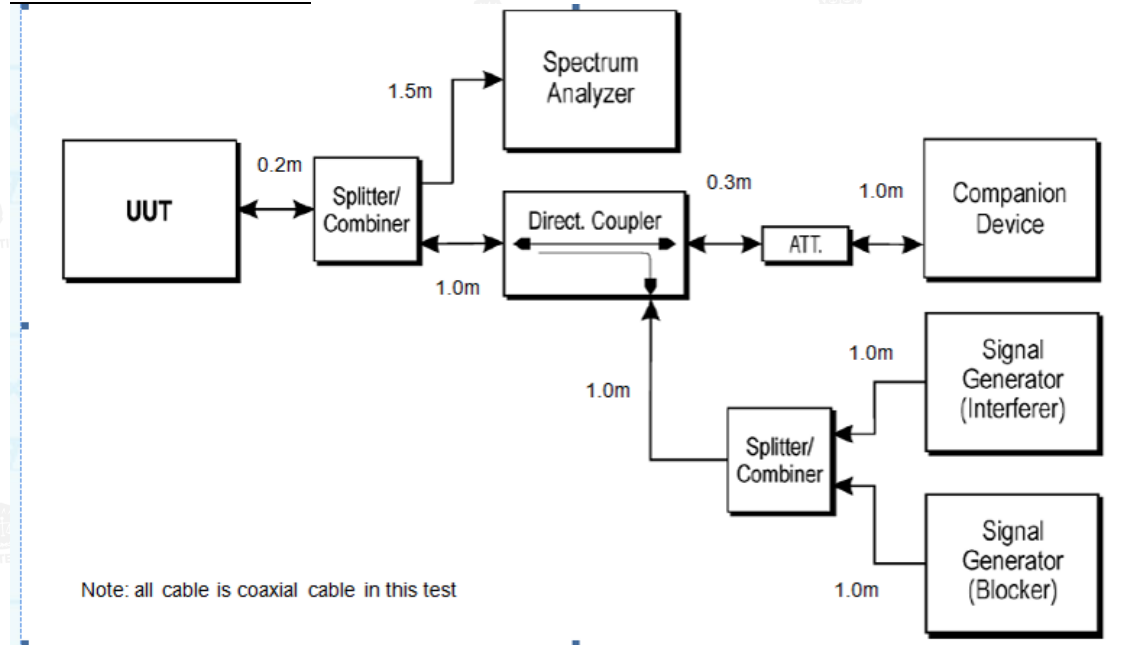 Spectrum
Analyzer
1.5m
UUT
0.2m
Splitter/
Combiner
1.0m
Direct. Coupler
0.3m
ATT.
1.0m
Companion
Device
1.0m
Splitter/
Combiner
1.0m
Signal
Generator
(Interferer)
1.0m
Signal
Generator
(Blocker)
Note: all cable is coaxial cable in this test